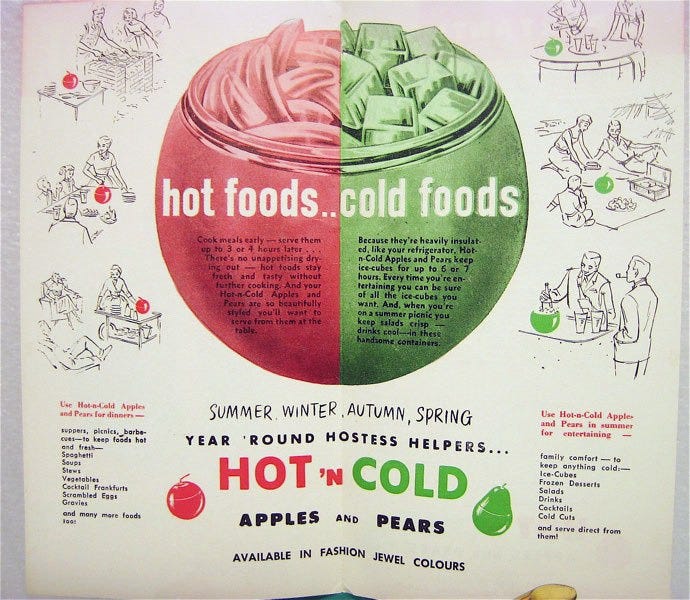 hot foods..cold foods
Cook meals early — serve them
up to 3 or 4 hours later . . .
There's no unappetising dry-
ing out — hot foods stay
fresh and tasty without
further cooking. And your
Hot-n-Cold Apples and
Pears are so beautifully
styled you'll want to
serve from them at the
table.
Because they're heavily insulat-
ed, like your refrigerator, Hot-
n-Cold Apples and Pears keep
ice-cubes for up to 6 or 7
hours. Every time you're en-
tertaining you can be sure
of all the ice-cubes you
want. And, when you're
on a summer picnic you
keep salads crisp —
drinks cool—in these
handsome containers.
Use Hot-n-Cold Apples
and Pears for dinners —
suppers, picnics, barbe-
cues—to keep foods hot
and fresh—
Spaghetti
Soups
Stews
Vegetables
Cocktail Frankfurts
Scrambled Eggs
Gravies
and many more foods
too!
SUMMER, WINTER, AUTUMN, SPRING
YEAR 'ROUND HOSTESS HELPERS...
HOT 'N COLD
APPLES AND PEARS
AVAILABLE IN FASHION JEWEL COLOURS
Use Hot-n-Cold Apples
and Pears in summer
for entertaining —
family comfort — to
keep anything cold:—
Ice-Cubes
Frozen Desserts
Salads
Drinks
Cocktails
Cold Cuts
and serve direct from
them!